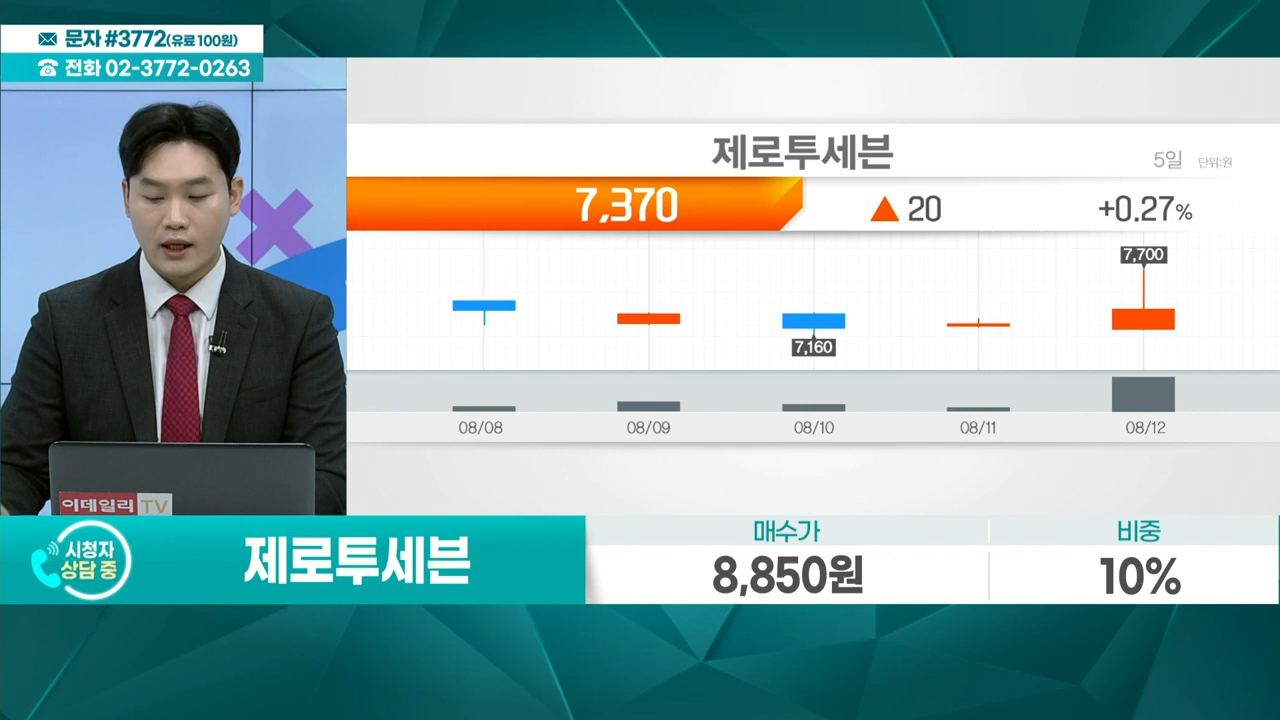 문자 #3772(유료 100원)
전화 02-3772-0263
제로투세븐
5일 단위:원
7,370 ▲ 20 +0.27%
7,700
7,160
08/08 08/09 08/10 08/11 08/12
이데일리 TV
시청자
상담 중
제로투세븐
매수가 비중
8,850원 10%